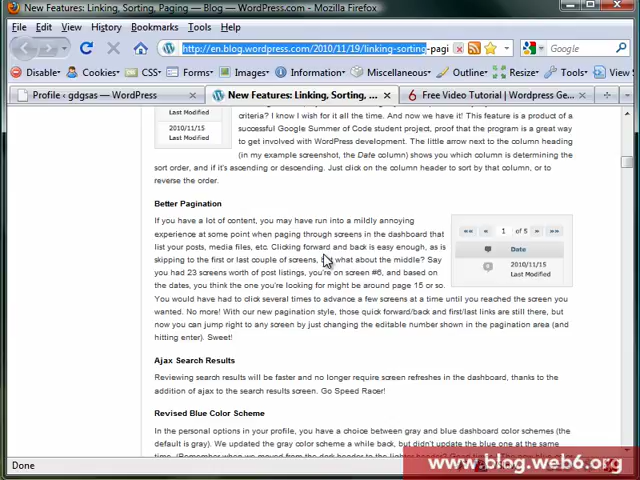 New Features: Linking, Sorting, Paging — Blog — WordPress.com - Mozilla Firefox
File Edit View History Bookmarks Tools Help
http://en.blog.wordpress.com/2010/11/19/linking-sorting-pagi
Google
Disable Cookies CSS Forms Images Information Miscellaneous Outline Resize Tools View
Profile ‹ gdgsas — WordPress
New Features: Linking, Sorting, ...
6 Free Video Tutorial | Wordpress Ge...
Last Modified
2010/11/15
Last Modified
criteria? I know I wish for it all the time. And now we have it! This feature is a product of a
successful Google Summer of Code student project, proof that the program is a great way
to get involved with WordPress development. The little arrow next to the column heading
(in my example screenshot, the Date column) shows you which column is determining the
sort order, and if it's ascending or descending. Just click on the column header to sort by that column, or to
reverse the order.
Better Pagination
If you have a lot of content, you may have run into a mildly annoying
experience at some point when paging through screens in the dashboard that
list your posts, media files, etc. Clicking forward and back is easy enough, as is
skipping to the first or last couple of screens, but what about the middle? Say
you had 23 screens worth of post listings, you're on screen #6, and based on
the dates, you think the one you're looking for might be around page 15 or so.
You would have had to click several times to advance a few screens at a time until you reached the screen you
wanted. No more! With our new pagination style, those quick forward/back and first/last links are still there, but
now you can jump right to any screen by just changing the editable number shown in the pagination area (and
hitting enter). Sweet!
«« « 1 of 5 » »»
Date
2010/11/15
Last Modified
Ajax Search Results
Reviewing search results will be faster and no longer require screen refreshes in the dashboard, thanks to the
addition of ajax to the search results screen. Go Speed Racer!
Revised Blue Color Scheme
In the personal options in your profile, you have a choice between gray and blue dashboard color schemes (the
default is gray). We updated the gray color scheme a while back, but didn't update the blue one at the same
Done
www.blog.web6.org